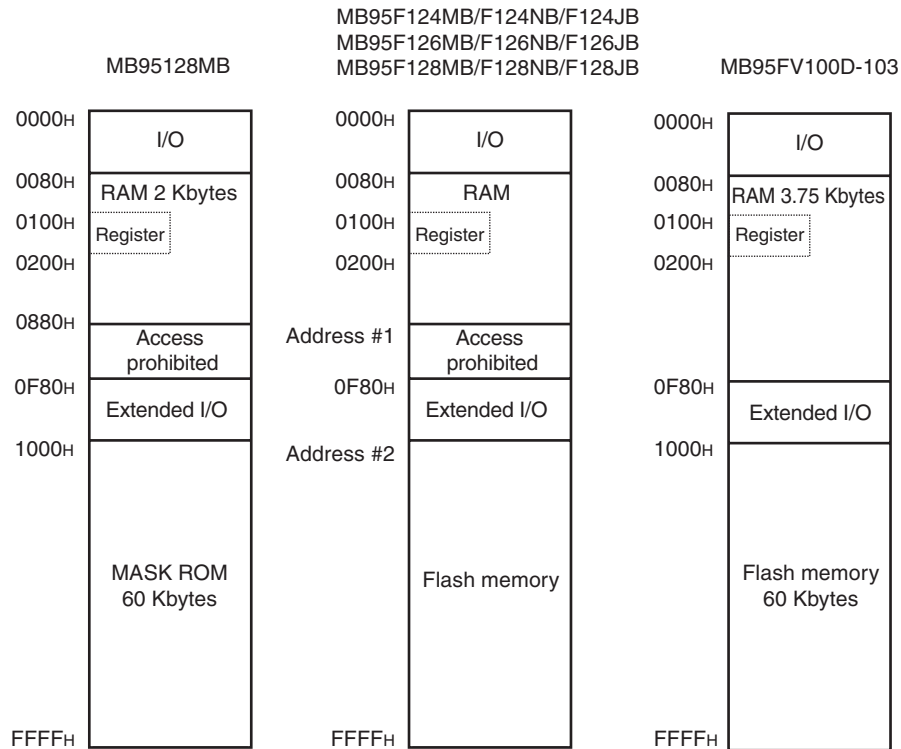 MB95F124MB/F124NB/F124JB
MB95F126MB/F126NB/F126JB
MB95128MB
MB95F128MB/F128NB/F128JB
MB95FV100D-103
0000H
I/O
0080H
RAM 2 Kbytes
0100H
Register
0200H
0880H
Access
prohibited
0F80H
Extended I/O
1000H
MASK ROM
60 Kbytes
FFFFH
0000H
I/O
0080H
RAM
0100H
Register
0200H
Address #1
Access
prohibited
0F80H
Extended I/O
Address #2
Flash memory
FFFFH
0000H
I/O
0080H
RAM 3.75 Kbytes
0100H
Register
0200H
0F80H
Extended I/O
1000H
Flash memory
60 Kbytes
FFFFH